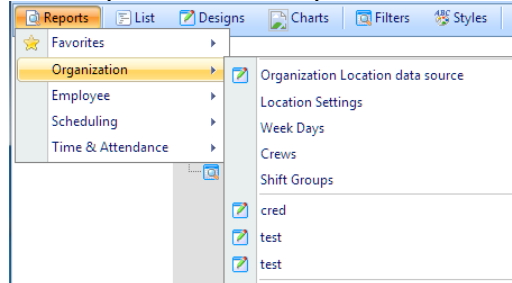 Reports List Designs Charts Filters ABC Styles
Favorites
Organization
Employee
Scheduling
Time & Attendance
Organization Location data source
Location Settings
Week Days
Crews
Shift Groups
cred
test
test